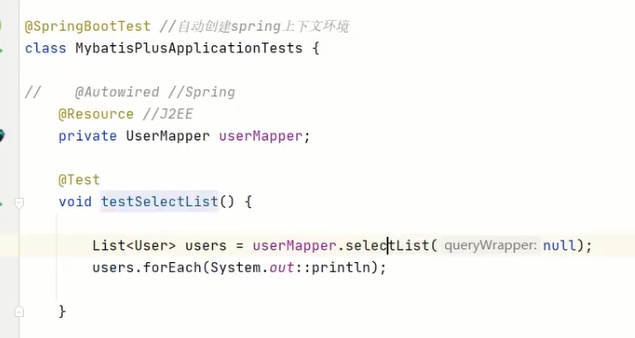 @SpringBootTest //自动创建spring上下文环境
class MybatisPlusApplicationTests {
//    @Autowired //Spring
    @Resource //J2EE
    private UserMapper userMapper;
    @Test
    void testSelectList() {
        List<User> users = userMapper.selectList( queryWrapper: null);
        users.forEach(System.out::println);
    }